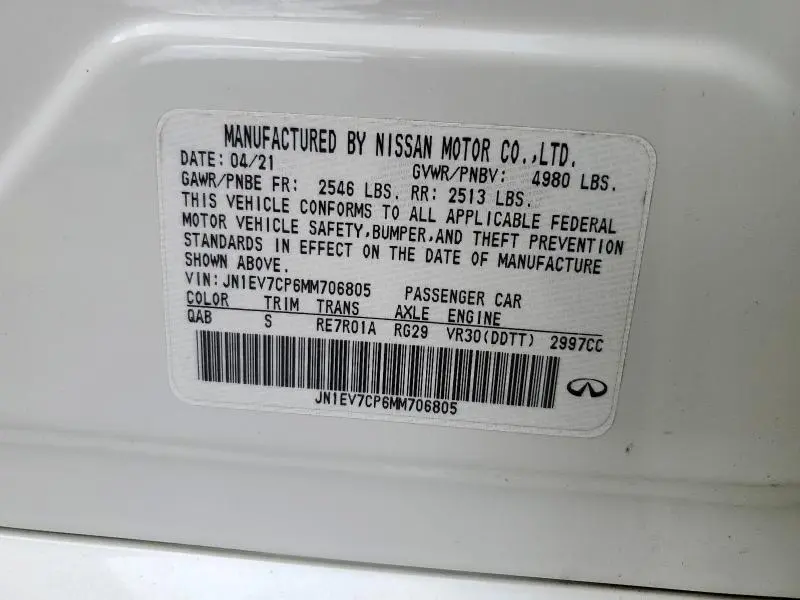 MANUFACTURED BY NISSAN MOTOR CO.,LTD.
DATE: 04/21 GVWR/PNBV: 4980 LBS.
GAWR/PNBE FR: 2546 LBS. RR: 2513 LBS.
THIS VEHICLE CONFORMS TO ALL APPLICABLE FEDERAL
MOTOR VEHICLE SAFETY,BUMPER,AND THEFT PREVENTION
STANDARDS IN EFFECT ON THE DATE OF MANUFACTURE
SHOWN ABOVE.
VIN: JN1EV7CP6MM706805 PASSENGER CAR
COLOR TRIM TRANS AXLE ENGINE
QAB S RE7R01A RG29 VR30(DDTT) 2997CC
JN1EV7CP6MM706805